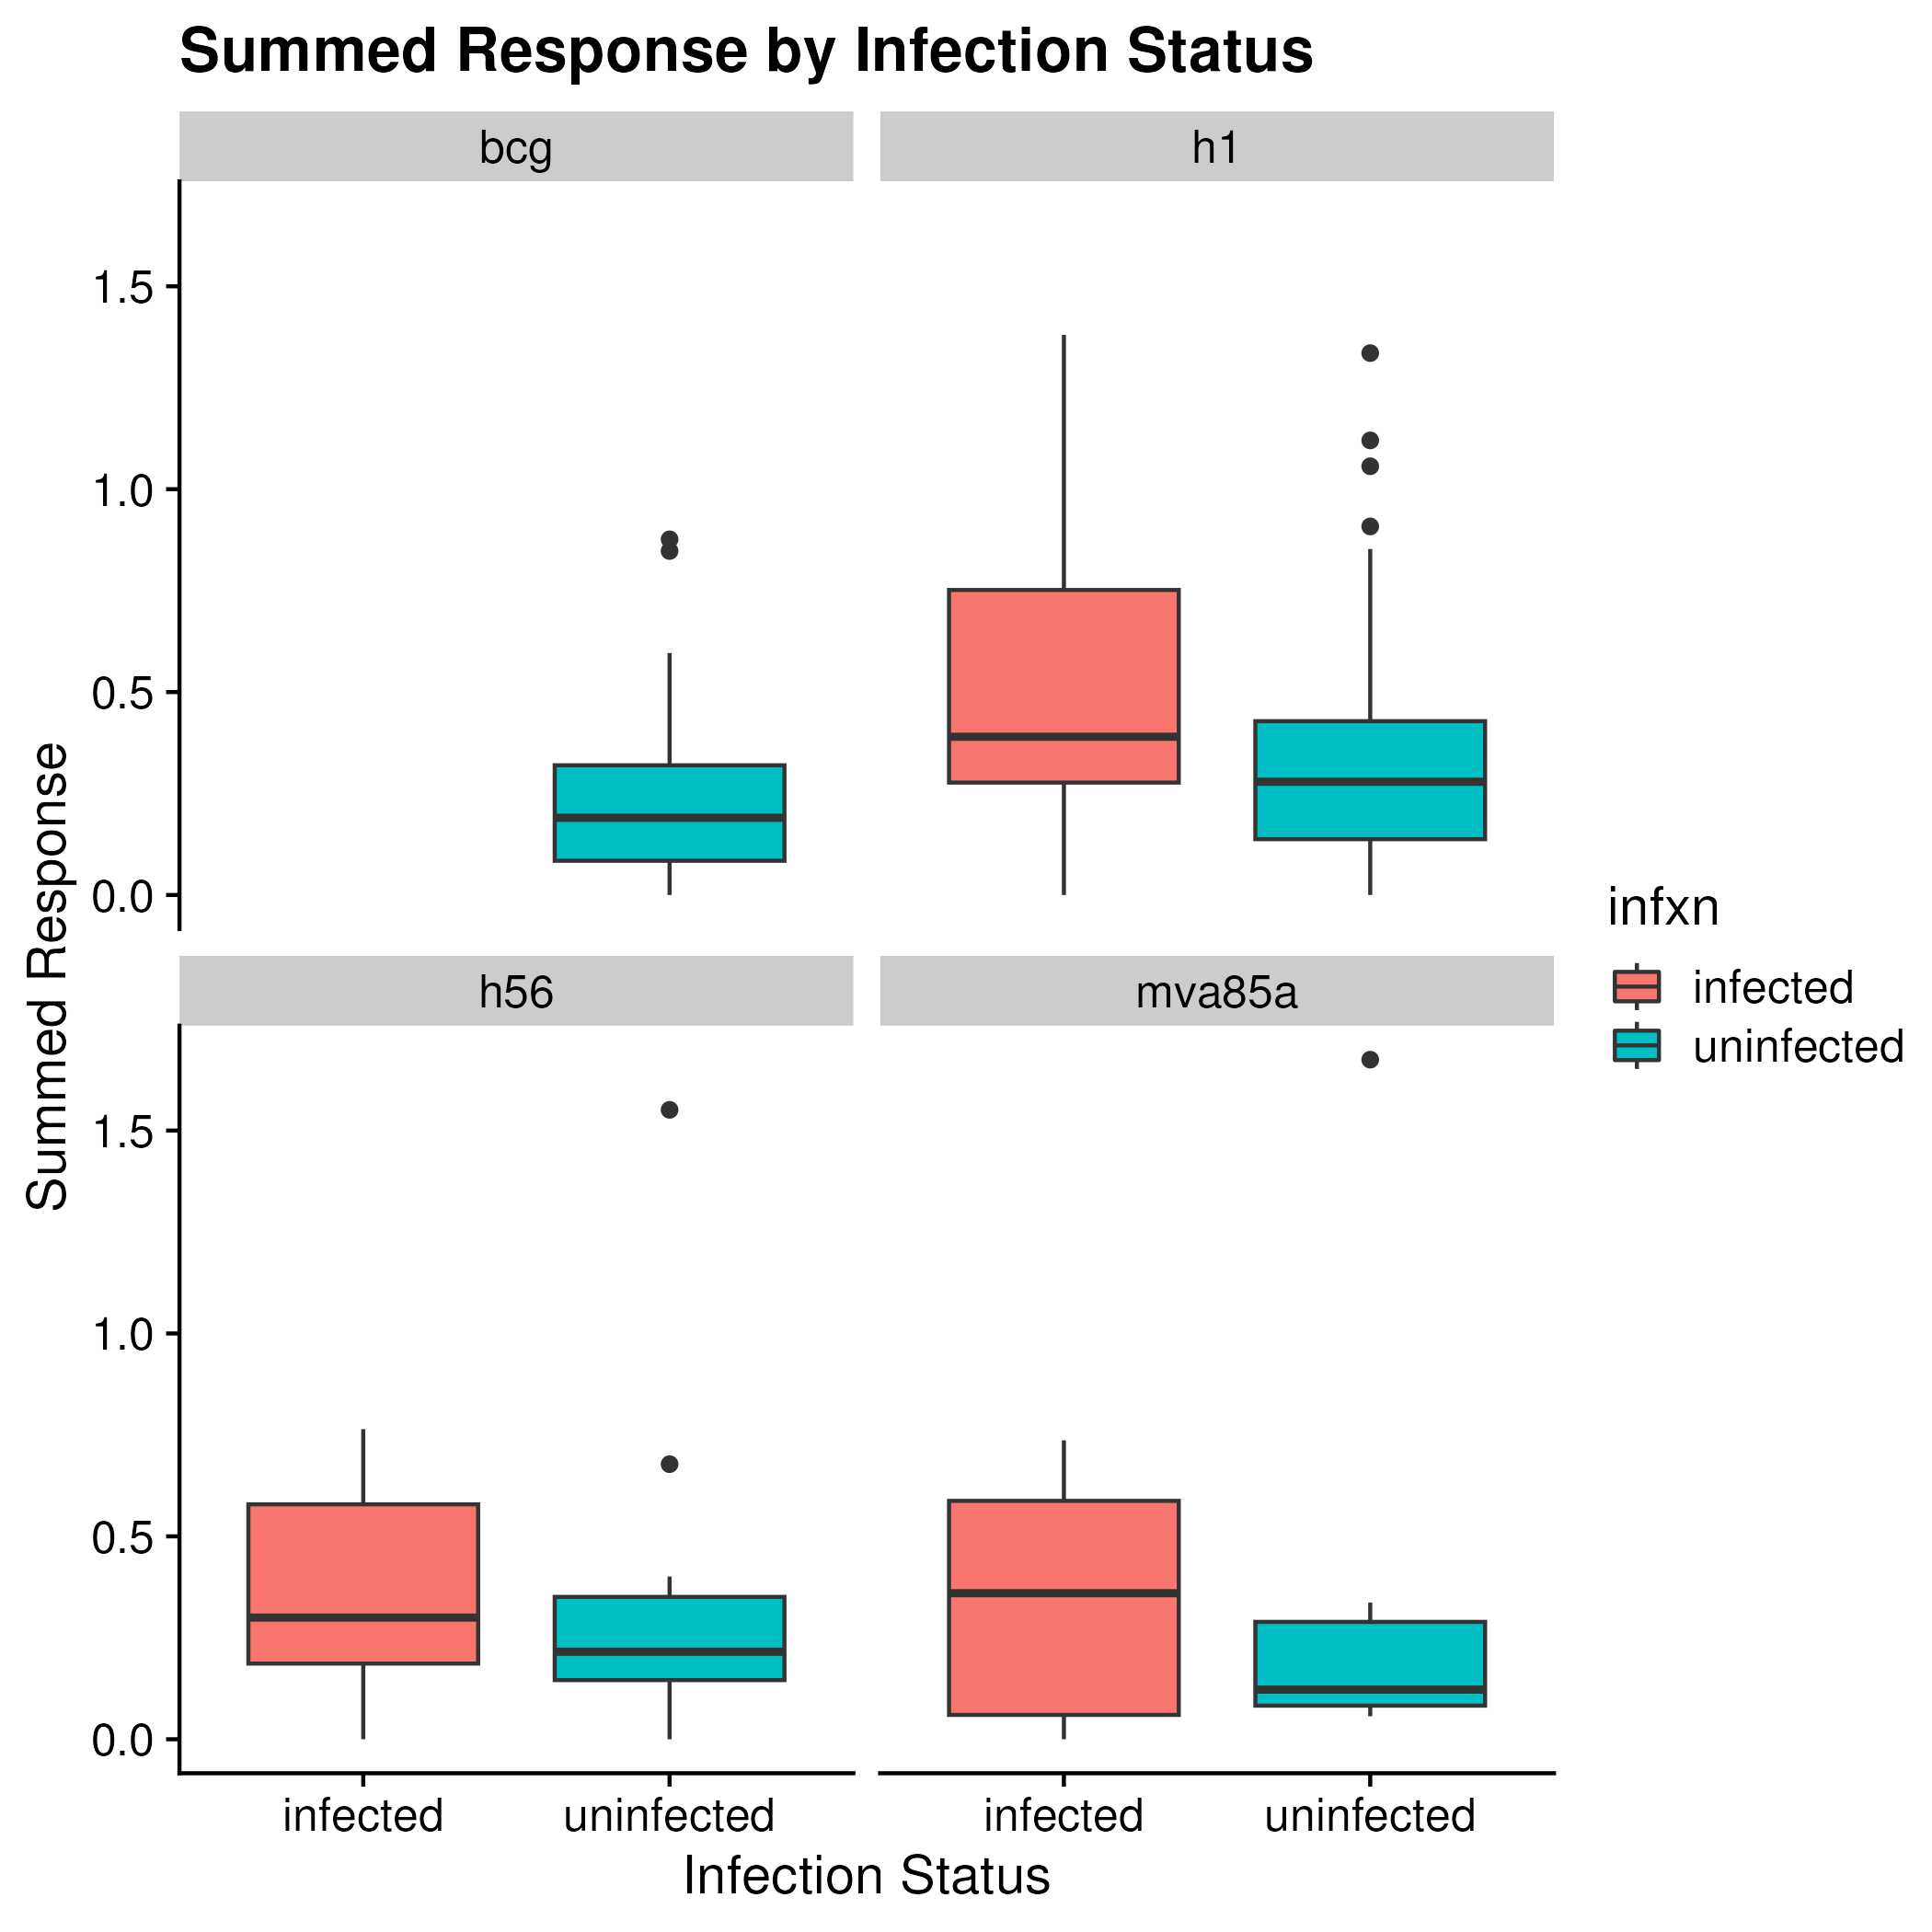 Summed Response by Infection Status
bcg
h1
1.5
1.0
0.5
0.0
h56
mva85a
1.5
1.0
0.5
0.0
Summed Response
infected
uninfected
infected
uninfected
Infection Status
infxn
infected
uninfected